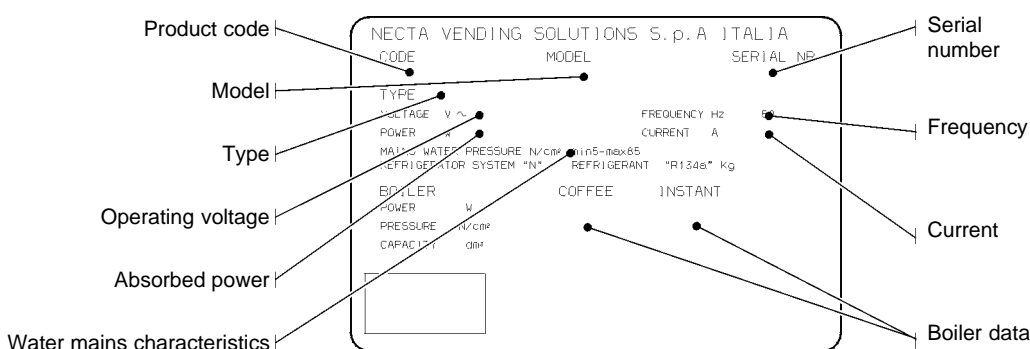 Product code
Model
Type
Operating voltage
Absorbed power
Water mains characteristics
NECTA VENDING SOLUTIONS S.p.A ITALIA
CODE MODEL SERIAL NR
TYPE
VOLTAGE V ~ FREQUENCY Hz 50
POWER W CURRENT A
MAINS WATER PRESSURE N/cm² min5-max85
REFRIGERATOR SYSTEM "N" REFRIGERANT "R134a" Kg
BOILER COFFEE INSTANT
POWER W
PRESSURE N/cm²
CAPACITY dm³
Serial
number
Frequency
Current
Boiler data